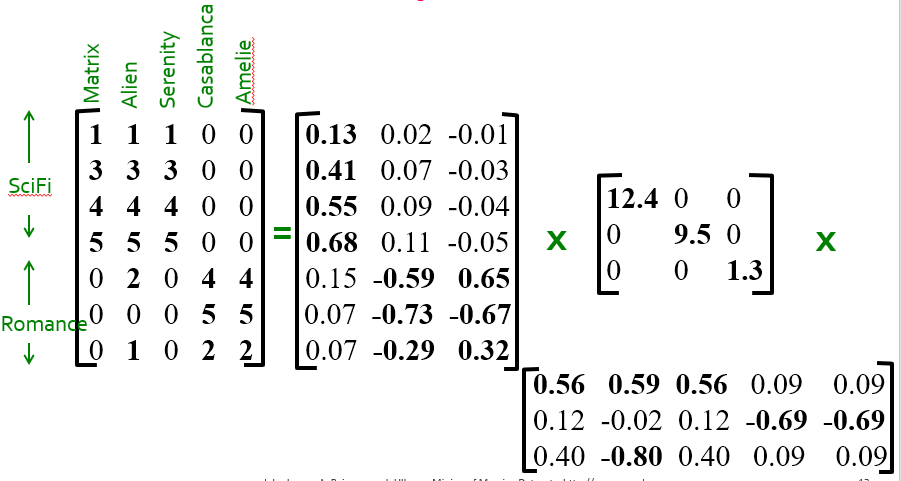 Matrix
Alien
Serenity
Casablanca
Amelie
SciFi
Romance
1 1 1 0 0
3 3 3 0 0
4 4 4 0 0
5 5 5 0 0
0 2 0 4 4
0 0 0 5 5
0 1 0 2 2
=
0.13 0.02 -0.01
0.41 0.07 -0.03
0.55 0.09 -0.04
0.68 0.11 -0.05
0.15 -0.59 0.65
0.07 -0.73 -0.67
0.07 -0.29 0.32
x
12.4 0 0
0 9.5 0
0 0 1.3
x
0.56 0.59 0.56 0.09 0.09
0.12 -0.02 0.12 -0.69 -0.69
0.40 -0.80 0.40 0.09 0.09